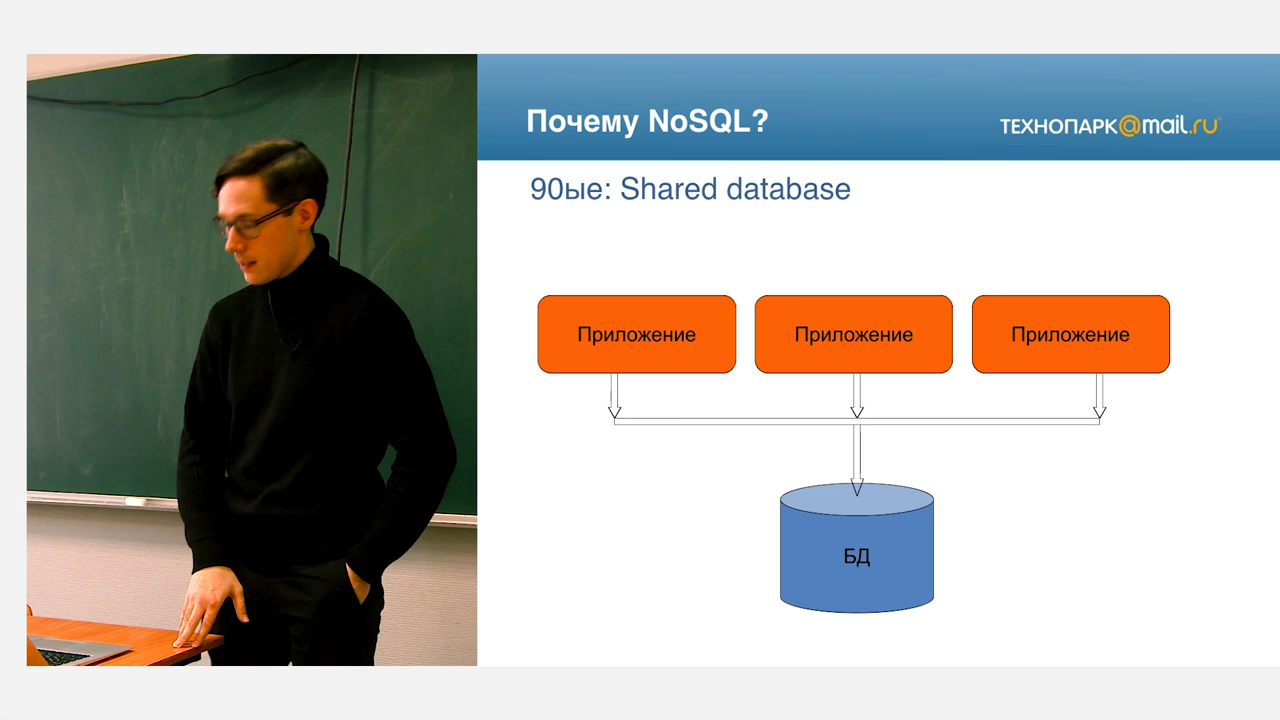 Почему NoSQL?
ТЕХНОПАРК@mail.ru
90ые: Shared database
Приложение
Приложение
Приложение
БД